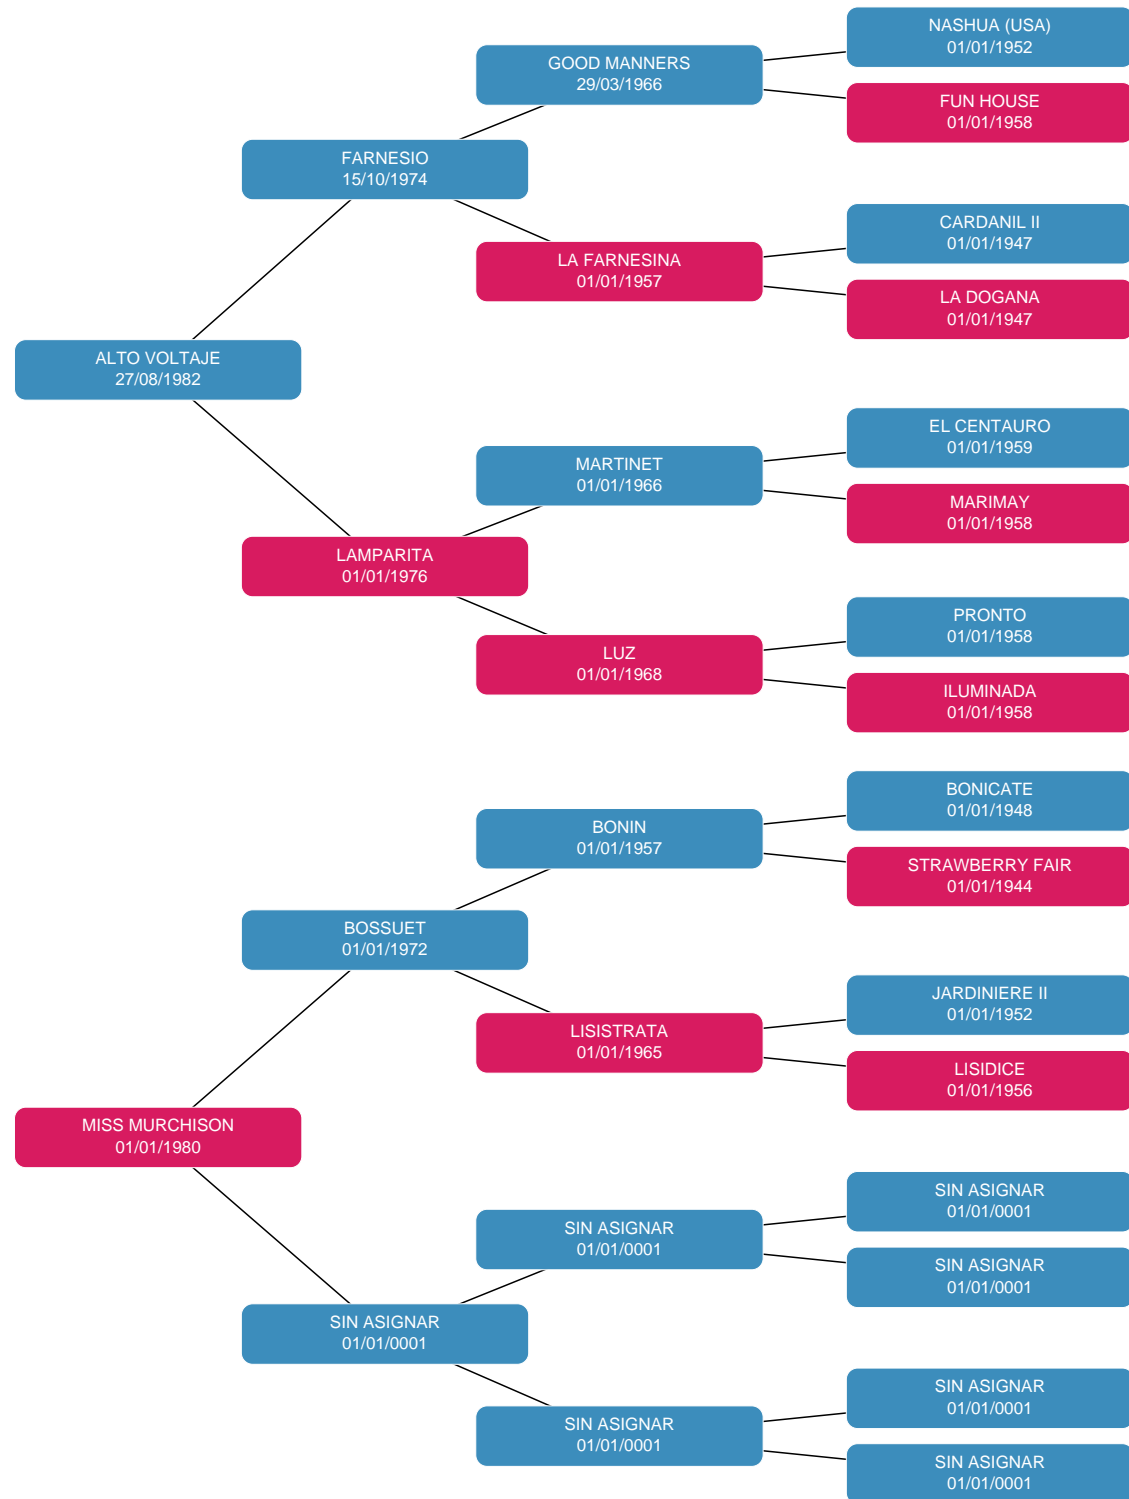 NASHUA (USA)
01/01/1952
GOOD MANNERS
29/03/1966
FUN HOUSE
01/01/1958
FARNESIO
15/10/1974
CARDANIL II
01/01/1947
LA FARNESINA
01/01/1957
LA DOGANA
01/01/1947
ALTO VOLTAJE
27/08/1982
EL CENTAURO
01/01/1959
MARTINET
01/01/1966
MARIMAY
01/01/1958
LAMPARITA
01/01/1976
PRONTO
01/01/1958
LUZ
01/01/1968
ILUMINADA
01/01/1958
BONICATE
01/01/1948
BONIN
01/01/1957
STRAWBERRY FAIR
01/01/1944
BOSSUET
01/01/1972
JARDINIERE II
01/01/1952
LISISTRATA
01/01/1965
LISIDICE
01/01/1956
MISS MURCHISON
01/01/1980
SIN ASIGNAR
01/01/0001
SIN ASIGNAR
01/01/0001
SIN ASIGNAR
01/01/0001
SIN ASIGNAR
01/01/0001
SIN ASIGNAR
01/01/0001
SIN ASIGNAR
01/01/0001
SIN ASIGNAR
01/01/0001